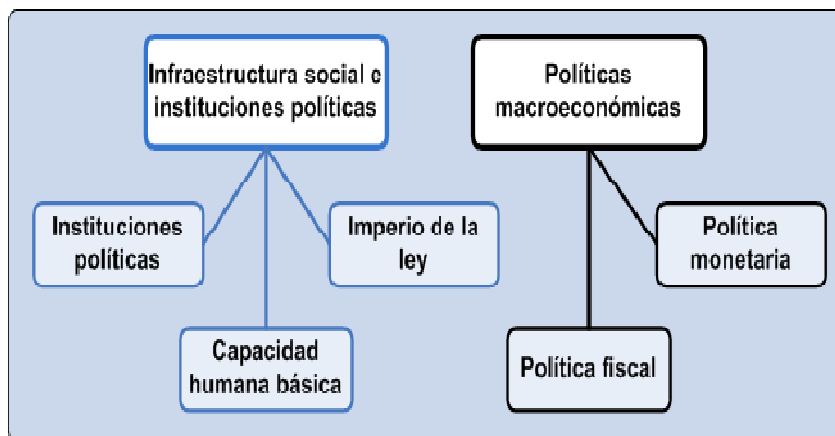 Infraestructura social e
instituciones políticas
Políticas
macroeconómicas
Instituciones
políticas
Imperio de la
ley
Política
monetaria
Capacidad
humana básica
Política fiscal